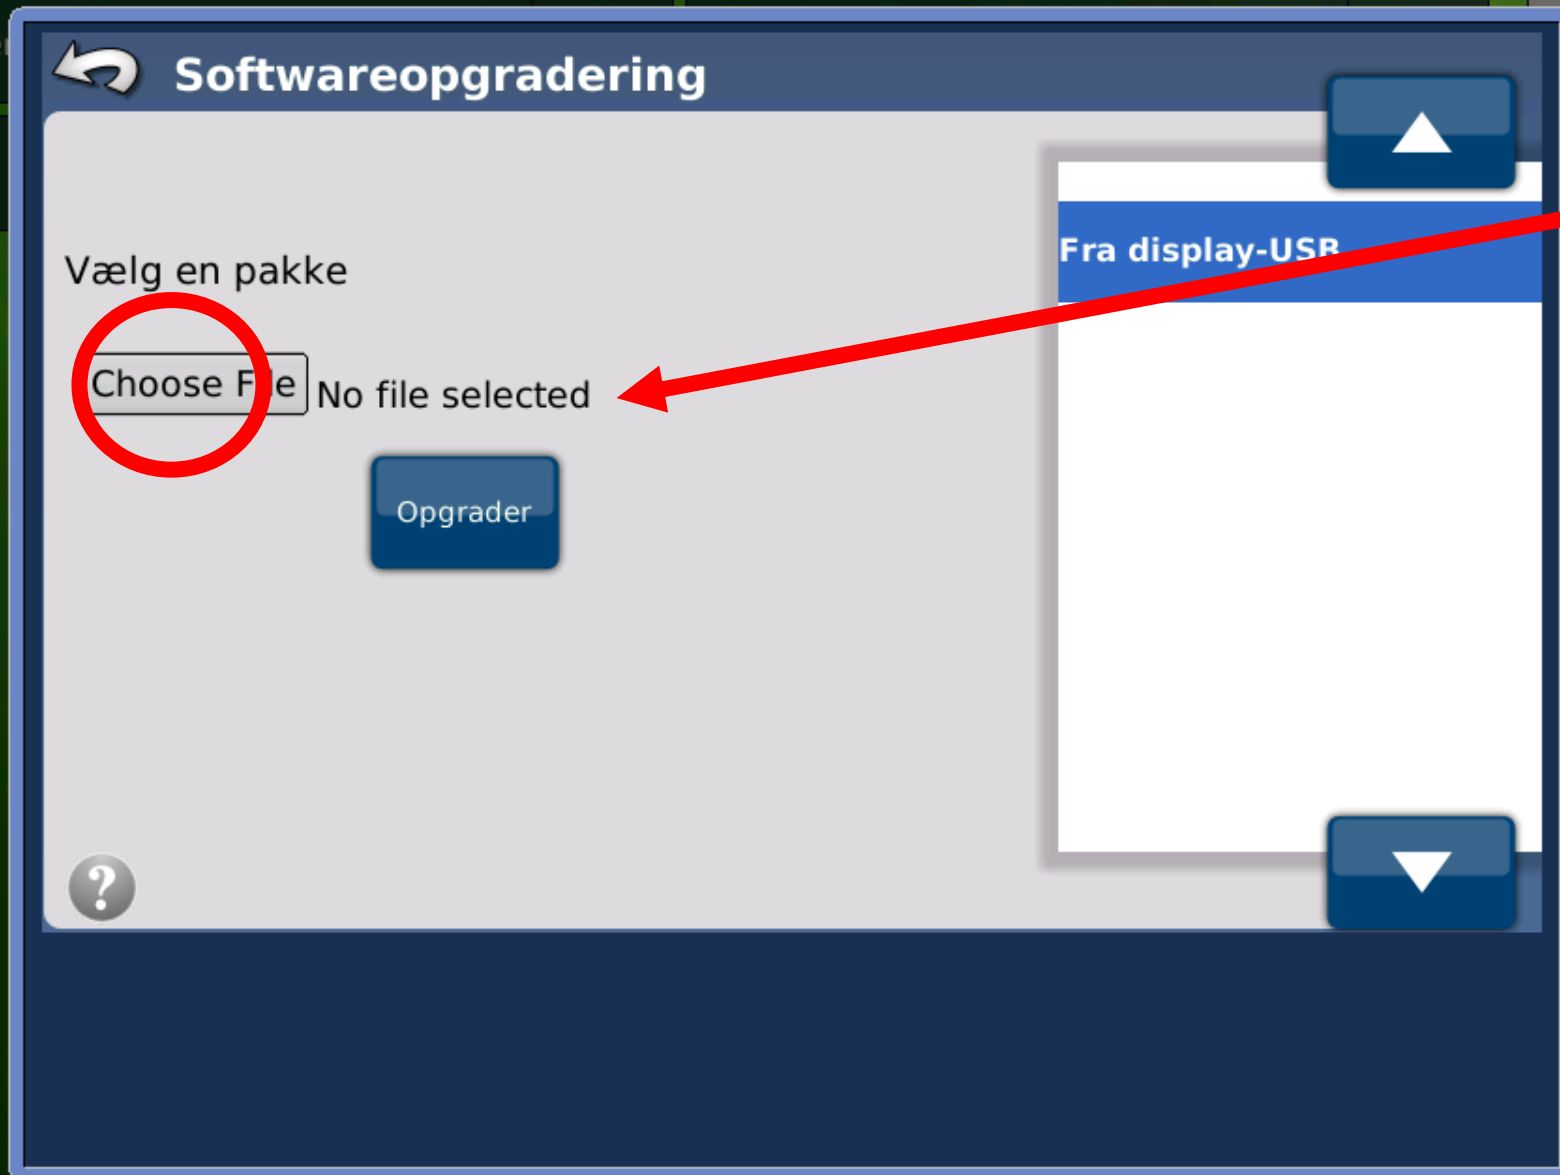 Softwareopgradering
Fra display-USB
Vælg en pakke
Choose File
No file selected
Opgrader
?